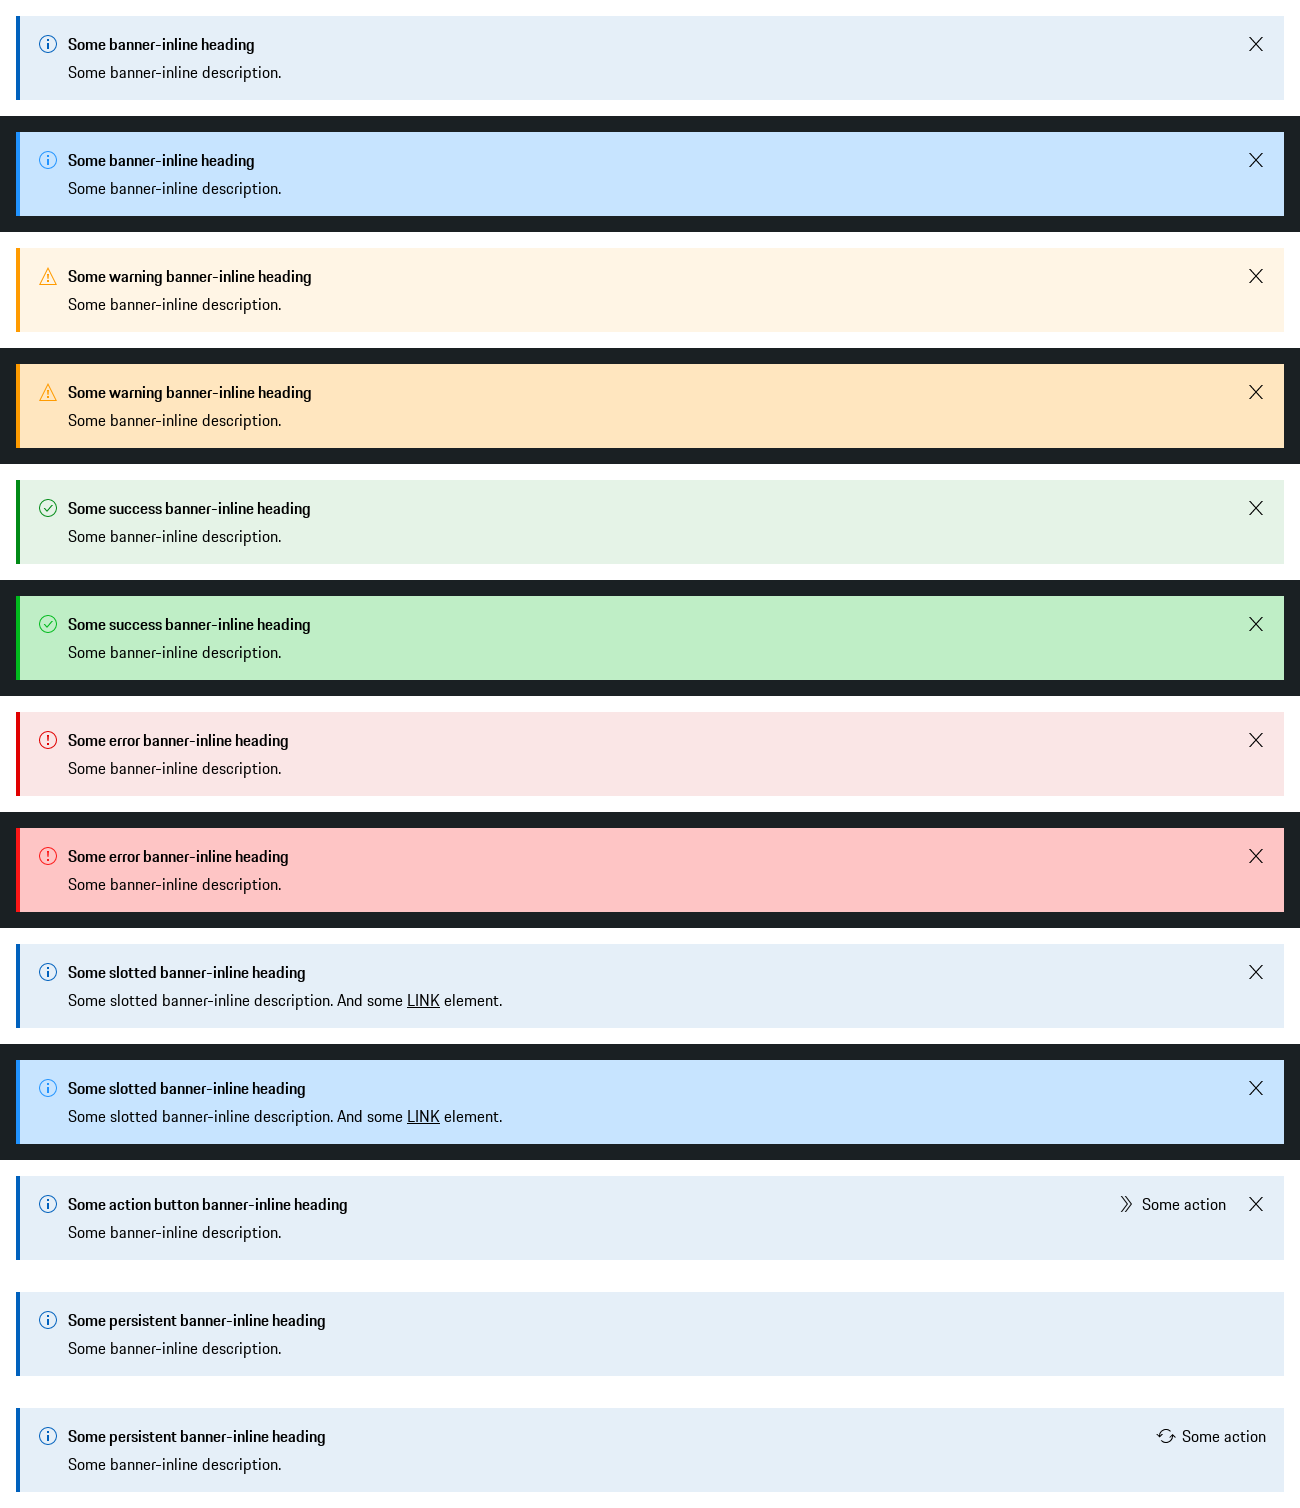 Some banner-inline heading
Some banner-inline description.
Some banner-inline heading
Some banner-inline description.
Some warning banner-inline heading
Some banner-inline description.
Some warning banner-inline heading
Some banner-inline description.
Some success banner-inline heading
Some banner-inline description.
Some success banner-inline heading
Some banner-inline description.
Some error banner-inline heading
Some banner-inline description.
Some error banner-inline heading
Some banner-inline description.
Some slotted banner-inline heading
Some slotted banner-inline description. And some LINK element.
Some slotted banner-inline heading
Some slotted banner-inline description. And some LINK element.
Some action button banner-inline heading
Some action
Some banner-inline description.
Some persistent banner-inline heading
Some banner-inline description.
Some persistent banner-inline heading
Some action
Some banner-inline description.